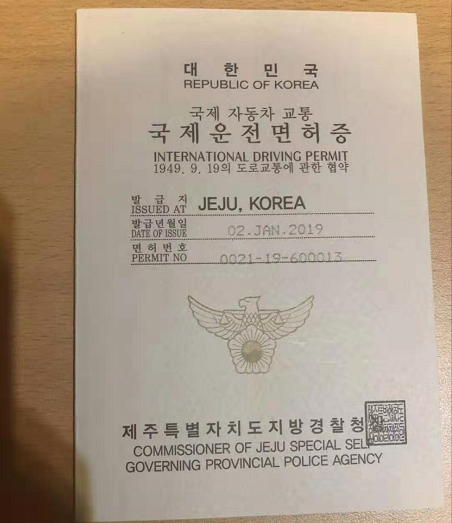 대 한 민 국
REPUBLIC OF KOREA
국제 자동차 교통
국제운전면허증
INTERNATIONAL DRIVING PERMIT
1949. 9. 19의 도로교통에 관한 협약
발 급 지
ISSUED AT JEJU, KOREA
발급년월일
DATE OF ISSUE 02.JAN.2019
면 허 번 호
PERMIT NO 0021-19-600013
제주특별자치도지방경찰청
COMMISSIONER OF JEJU SPECIAL SELF
GOVERNING PROVINCIAL POLICE AGENCY